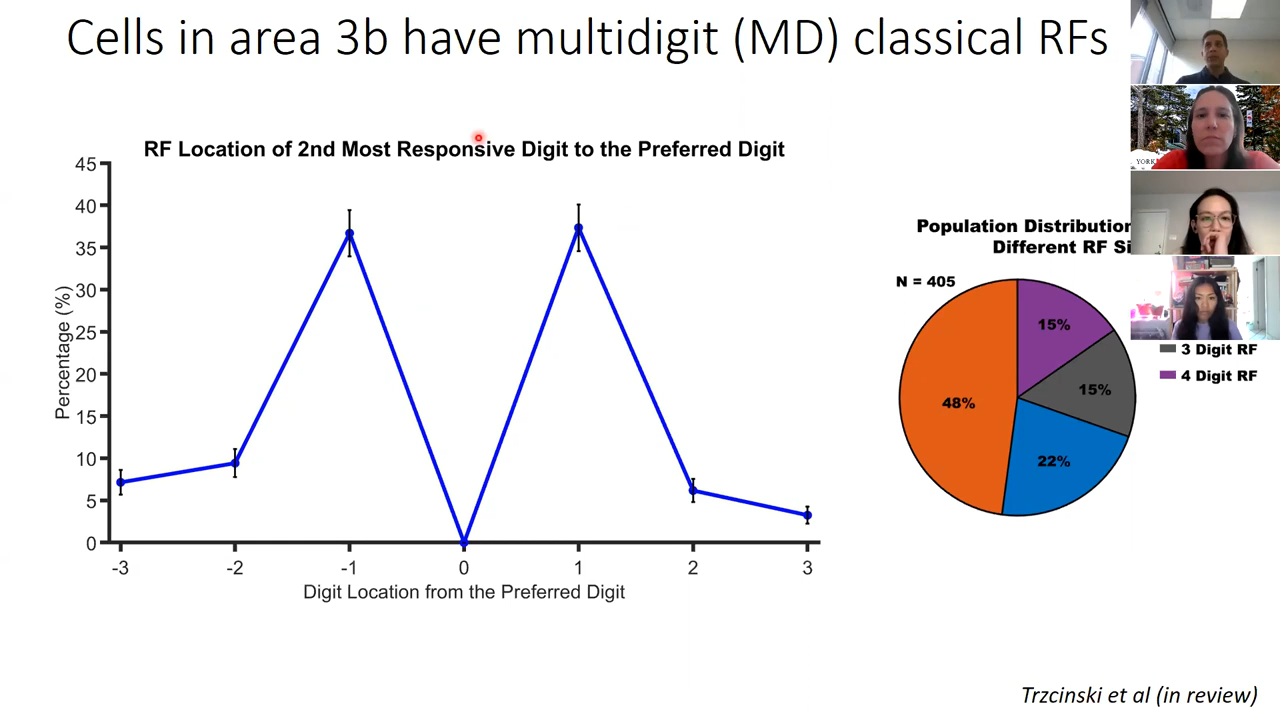 Cells in area 3b have multidigit (MD) classical RFs
RF Location of 2nd Most Responsive Digit to the Preferred Digit
45
40
35
30
25
20
15
10
5
0
Percentage (%)
-3 -2 -1 0 1 2 3
Digit Location from the Preferred Digit
Population Distribution
Different RF Si
N = 405
15%
15%
22%
48%
3 Digit RF
4 Digit RF
YORK
Trzcinski et al (in review)